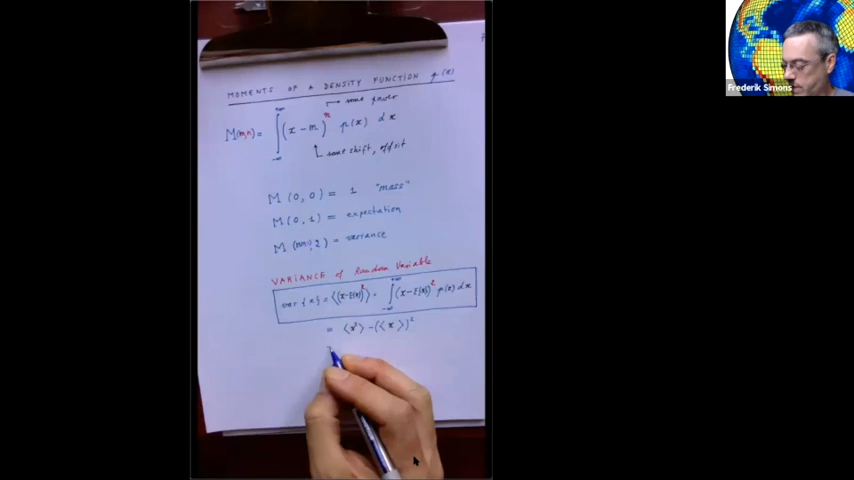 MOMENTS OF A DENSITY FUNCTION p(x)
→ some power
M(m,n) = ∫_{-∞}^{+∞} (x - m)^n p(x) dx
some shift, offset
M (0, 0) = 1 "mass"
M (0, 1) = expectation
M (m=, 2) = variance
VARIANCE of Random Variable
var {x} = ⟨(x-E{x})^2⟩ = ∫_{-∞}^{+∞} (x-E{x})^2 p(x) dx
= ⟨x^2⟩ - (⟨x⟩)^2
Frederik Simons